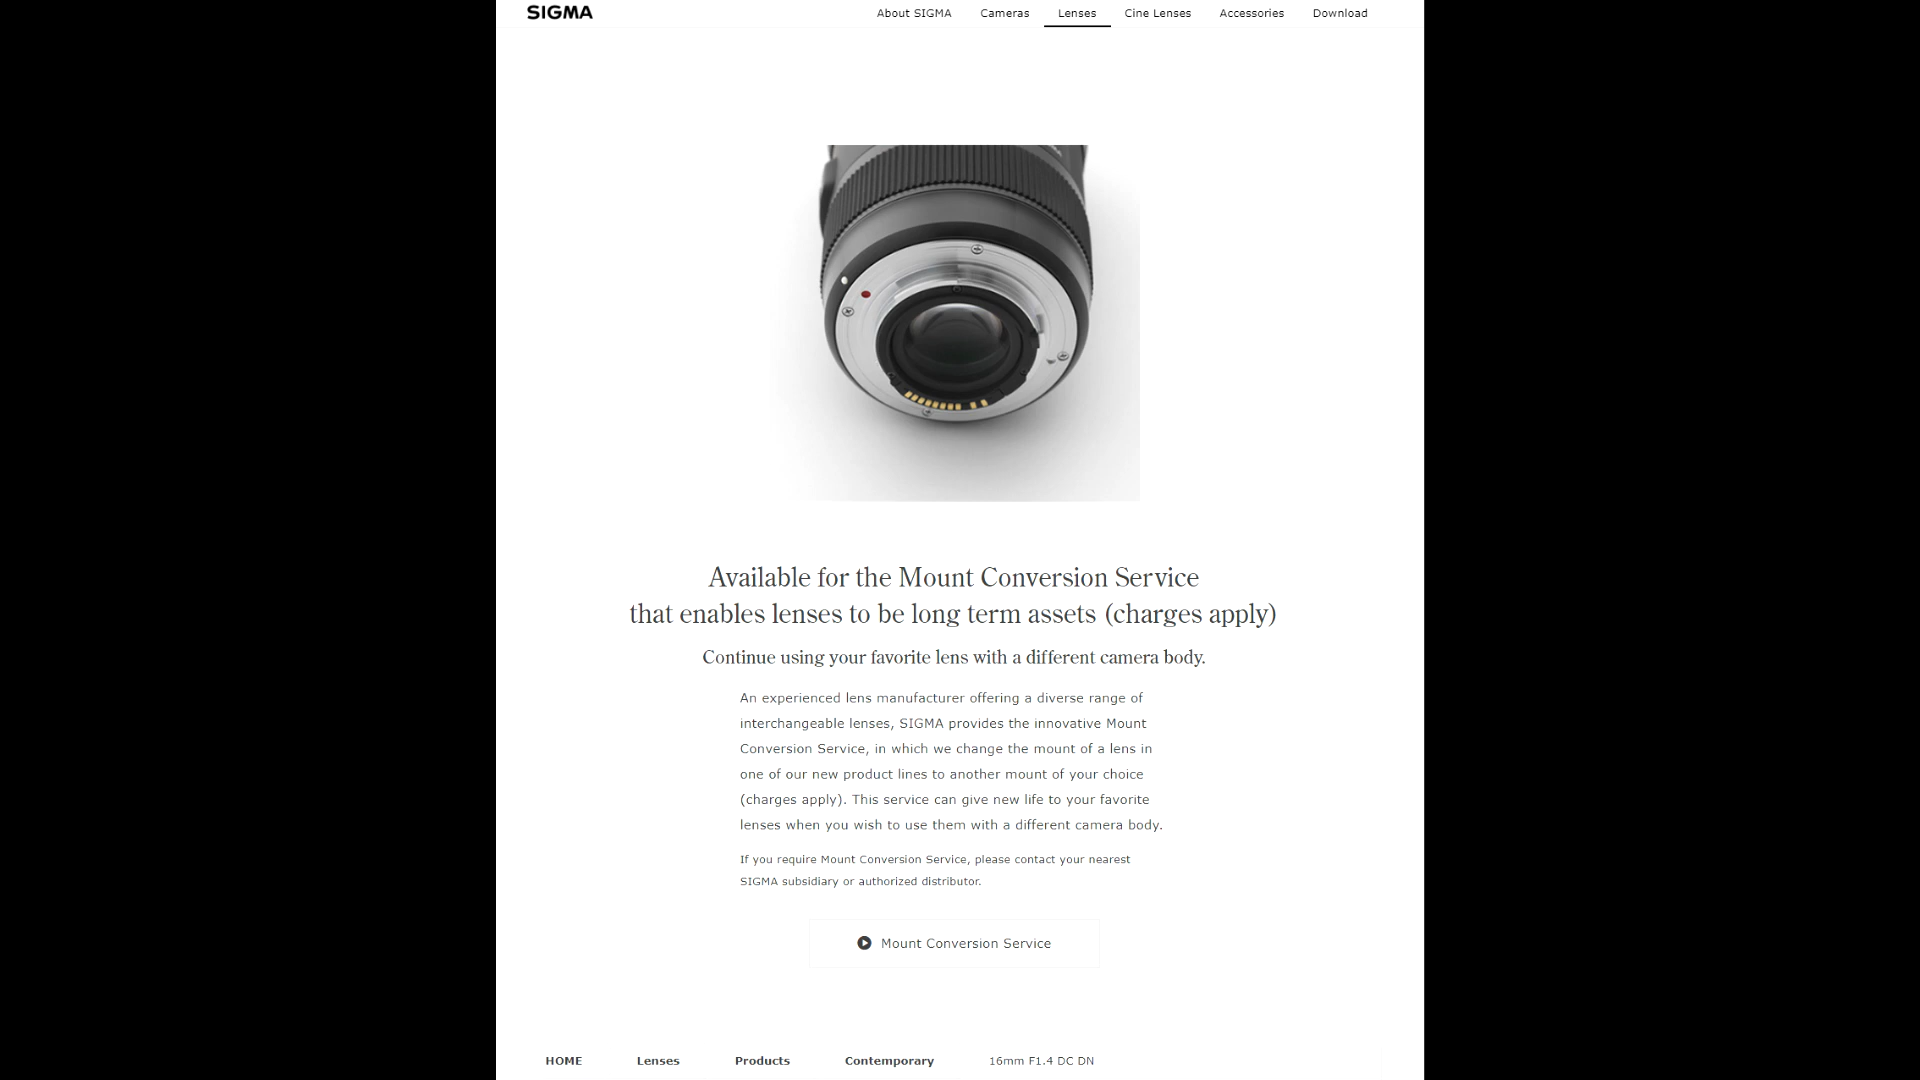 SIGMA
About SIGMA
Cameras
Lenses
Cine Lenses
Accessories
Download
Available for the Mount Conversion Service
that enables lenses to be long term assets (charges apply)
Continue using your favorite lens with a different camera body.
An experienced lens manufacturer offering a diverse range of
interchangeable lenses, SIGMA provides the innovative Mount
Conversion Service, in which we change the mount of a lens in
one of our new product lines to another mount of your choice
(charges apply). This service can give new life to your favorite
lenses when you wish to use them with a different camera body.
If you require Mount Conversion Service, please contact your nearest
SIGMA subsidiary or authorized distributor.
Mount Conversion Service
HOME
Lenses
Products
Contemporary
16mm F1.4 DC DN